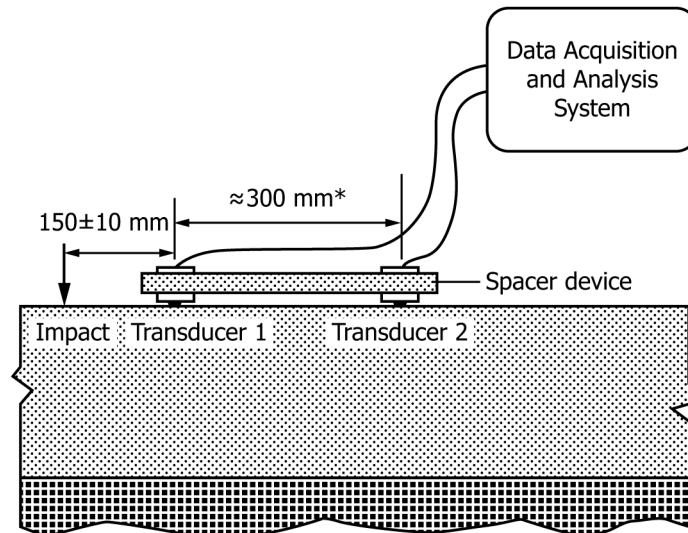 Data Acquisition
and Analysis
System
≈300 mm*
150±10 mm
Spacer device
Impact
Transducer 1
Transducer 2